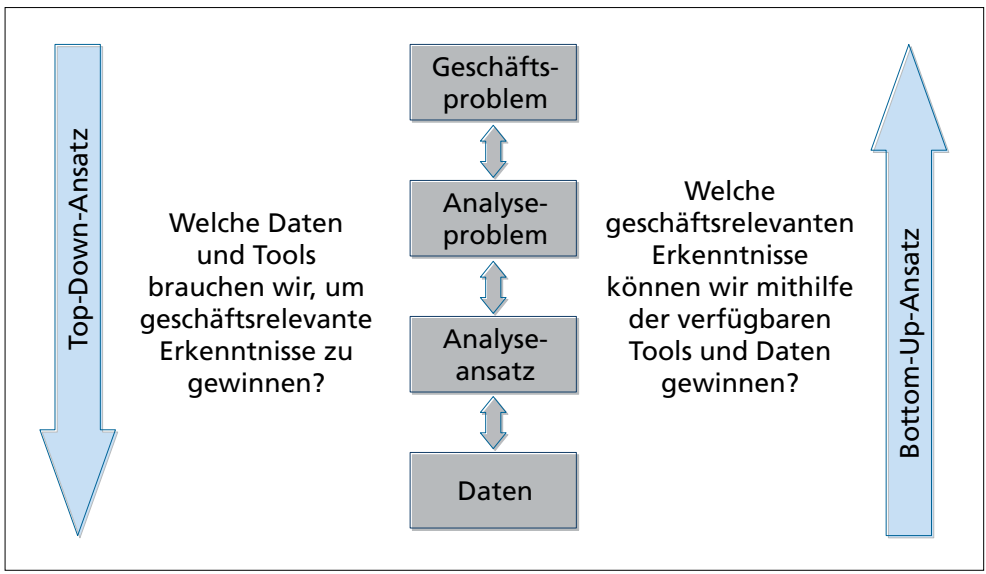 Top-Down-Ansatz
Welche Daten
und Tools
brauchen wir, um
geschäftsrelevante
Erkenntnisse zu
gewinnen?
Geschäfts-
problem
Analyse-
problem
Analyse-
ansatz
Daten
Welche
geschäftsrelevanten
Erkenntnisse
können wir mithilfe
der verfügbaren
Tools und Daten
gewinnen?
Bottom-Up-Ansatz